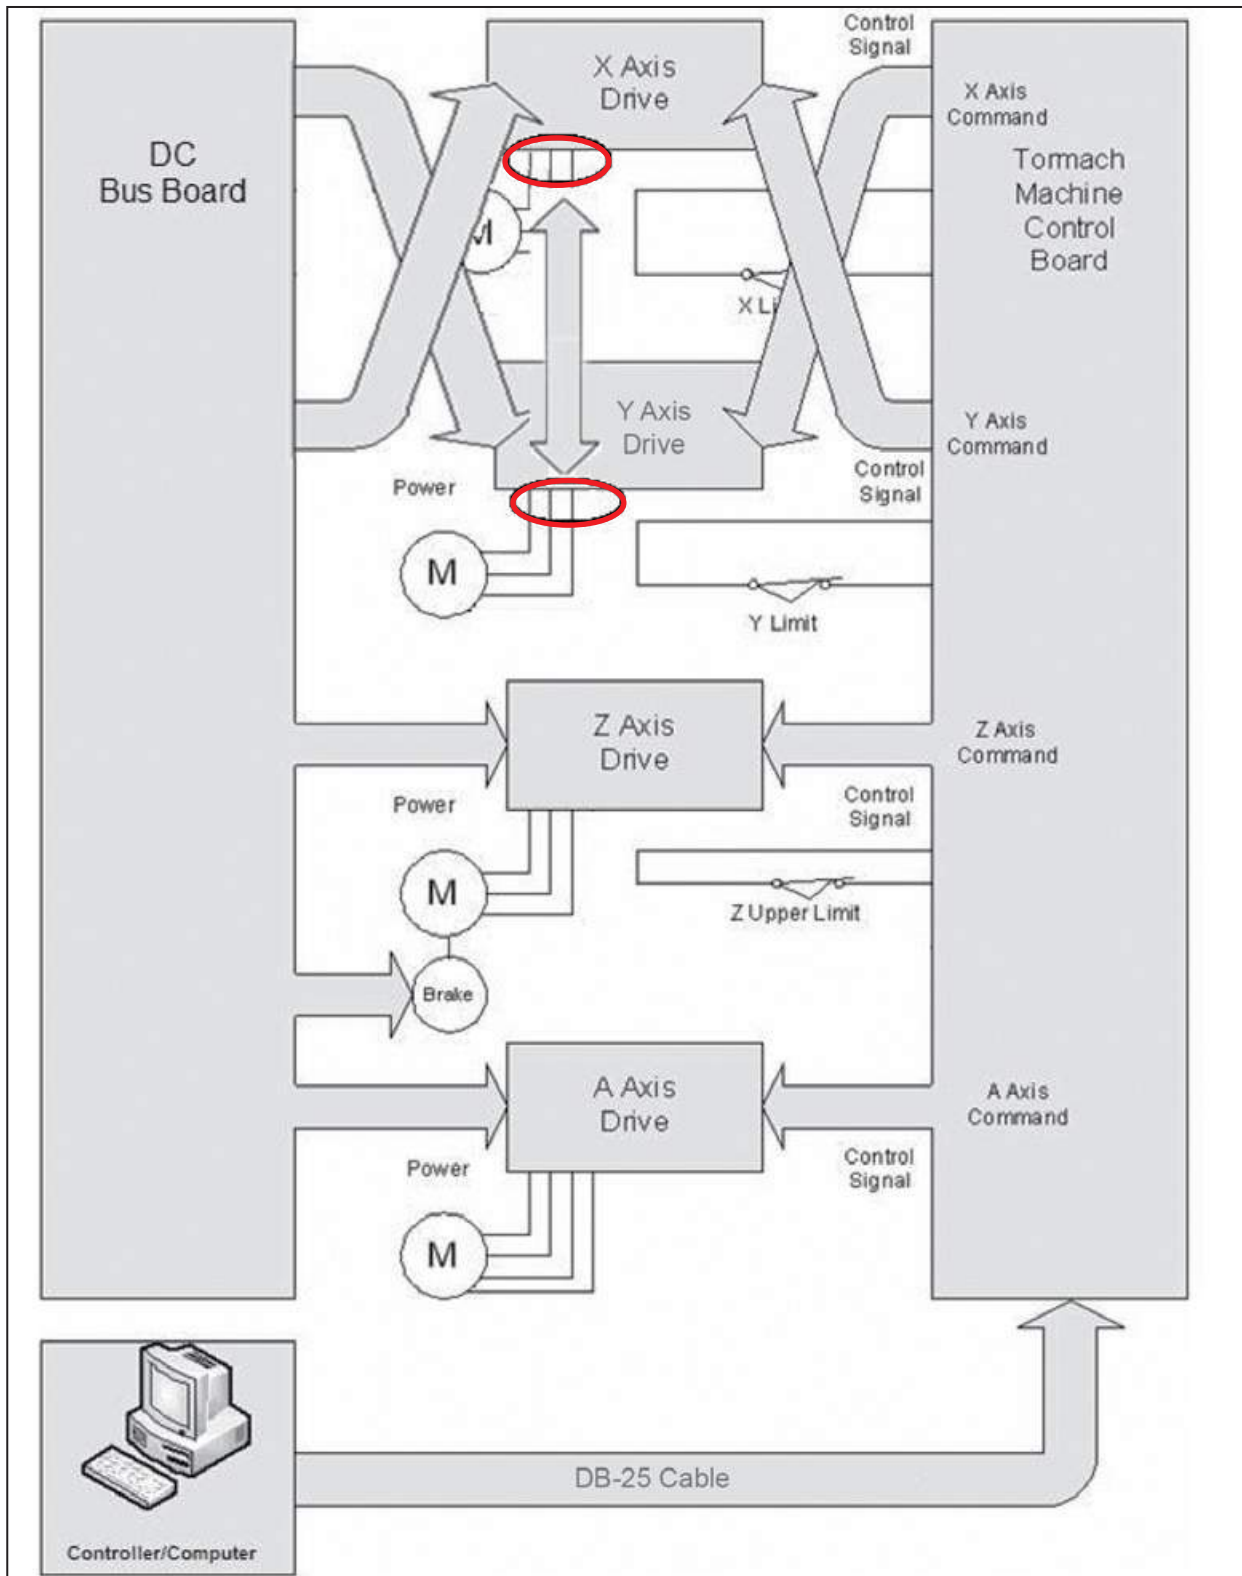 Control
Signal
X Axis
Drive
X Axis
Command
DC
Bus Board
Tormach
Machine
Control
Board
M
X Li
Y Axis
Drive
Y Axis
Command
Control
Signal
Power
M
Y Limit
Z Axis
Drive
Z Axis
Command
Power
Control
Signal
M
Z Upper Limit
Brake
A Axis
Drive
A Axis
Command
Power
Control
Signal
M
DB-25 Cable
Controller/Computer